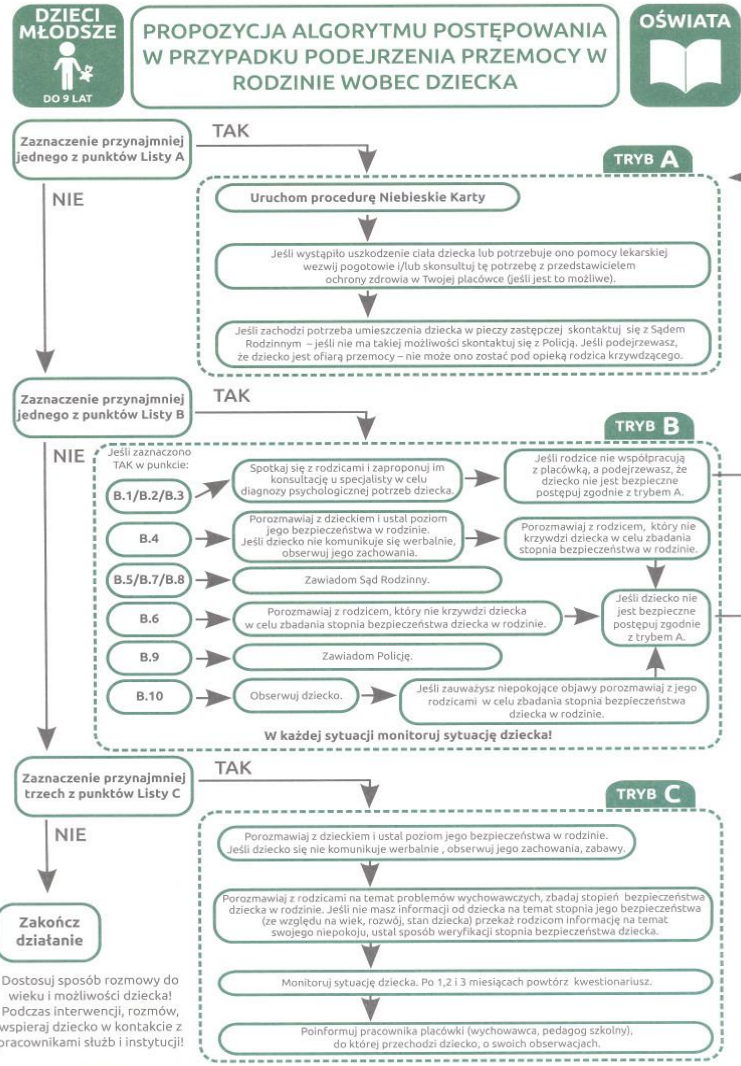 DZIECI
MŁODSZE
DO 9 LAT
PROPOZYCJA ALGORYTMU POSTĘPOWANIA
W PRZYPADKU PODEJRZENIA PRZEMOCY W
RODZINIE WOBEC DZIECKA
OŚWIATA
Zaznaczenie przynajmniej
jednego z punktów Listy A
TAK
NIE
TRYB A
Uruchom procedurę Niebieskie Karty
Jeśli wystąpiło uszkodzenie ciała dziecka lub potrzebuje ono pomocy lekarskiej
wezwij pogotowie i/lub skonsultuj tę potrzebę z przedstawicielem
ochrony zdrowia w Twojej placówce (jeśli jest to możliwe).
Jeśli zachodzi potrzeba umieszczenia dziecka w pieczy zastępczej skontaktuj się z Sądem
Rodzinnym – jeśli nie ma takiej możliwości skontaktuj się z Policją. Jeśli podejrzewasz,
że dziecko jest ofiarą przemocy – nie może ono zostać pod opieką rodzica krzywdzącego.
Zaznaczenie przynajmniej
jednego z punktów Listy B
TAK
NIE
TRYB B
Jeśli zaznaczono
TAK w punkcie:
B.1/B.2/B.3
Spotkaj się z rodzicami i zaproponuj im
konsultację u specjalisty w celu
diagnozy psychologicznej potrzeb dziecka.
Jeśli rodzice nie współpracują
z placówką, a podejrzewasz, że
dziecko nie jest bezpieczne
postępuj zgodnie z trybem A.
B.4
Porozmawiaj z dzieckiem i ustal poziom
jego bezpieczeństwa w rodzinie.
Jeśli dziecko nie komunikuje się werbalnie,
obserwuj jego zachowania.
Porozmawiaj z rodzicem, który nie
krzywdzi dziecka w celu zbadania
stopnia bezpieczeństwa w rodzinie.
B.5/B.7/B.8
Zawiadom Sąd Rodzinny.
B.6
Porozmawiaj z rodzicem, który nie krzywdzi dziecka
w celu zbadania stopnia bezpieczeństwa dziecka w rodzinie.
Jeśli dziecko nie
jest bezpieczne
postępuj zgodnie
z trybem A.
B.9
Zawiadom Policję.
B.10
Obserwuj dziecko.
Jeśli zauważysz niepokojące objawy porozmawiaj z jego
rodzicami w celu zbadania stopnia bezpieczeństwa
dziecka w rodzinie.
W każdej sytuacji monitoruj sytuację dziecka!
Zaznaczenie przynajmniej
trzech z punktów Listy C
TAK
NIE
TRYB C
Porozmawiaj z dzieckiem i ustal poziom jego bezpieczeństwa w rodzinie.
Jeśli dziecko się nie komunikuje werbalnie , obserwuj jego zachowania, zabawy.
Porozmawiaj z rodzicami na temat problemów wychowawczych, zbadaj stopień bezpieczeństwa
dziecka w rodzinie. Jeśli nie masz informacji od dziecka na temat stopnia jego bezpieczeństwa
(ze względu na wiek, rozwój, stan dziecka) przekaż rodzicom informację na temat
swojego niepokoju, ustal sposób weryfikacji stopnia bezpieczeństwa dziecka.
Monitoruj sytuację dziecka. Po 1,2 i 3 miesiącach powtórz kwestionariusz.
Poinformuj pracownika placówki (wychowawca, pedagog szkolny),
do której przechodzi dziecko, o swoich obserwacjach.
Zakończ
działanie
Dostosuj sposób rozmowy do
wieku i możliwości dziecka!
Podczas interwencji, rozmów,
wspieraj dziecko w kontakcie z
pracownikami służb i instytucji!